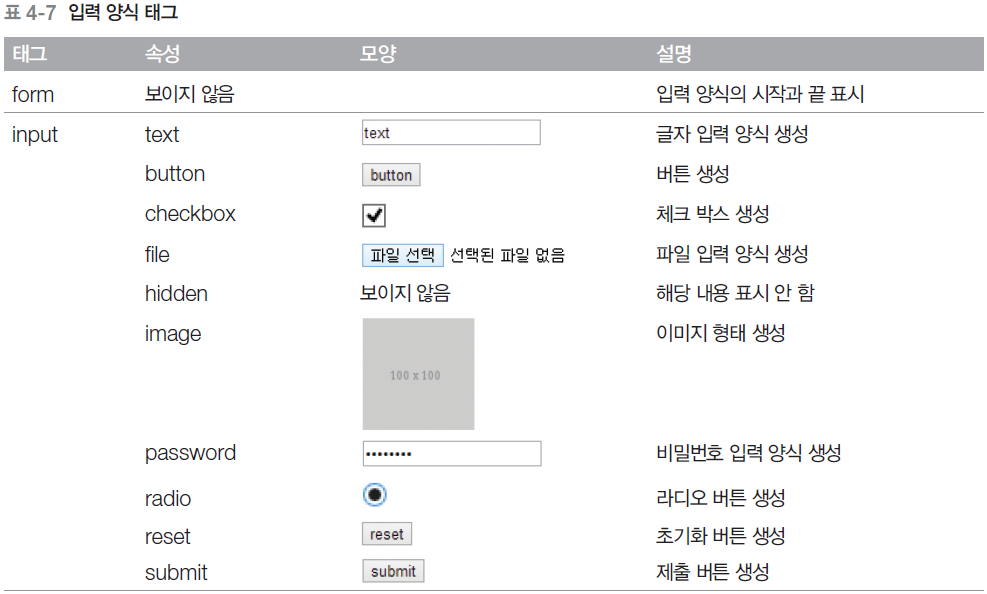 표 4-7 입력 양식 태그
태그 속성 모양 설명
form 보이지 않음 입력 양식의 시작과 끝 표시
input text text 글자 입력 양식 생성
button button 버튼 생성
checkbox 체크 박스 생성
file 파일 선택 선택된 파일 없음 파일 입력 양식 생성
hidden 보이지 않음 해당 내용 표시 안 함
image 이미지 형태 생성
100 x 100
password •••••••• 비밀번호 입력 양식 생성
radio 라디오 버튼 생성
reset reset 초기화 버튼 생성
submit submit 제출 버튼 생성